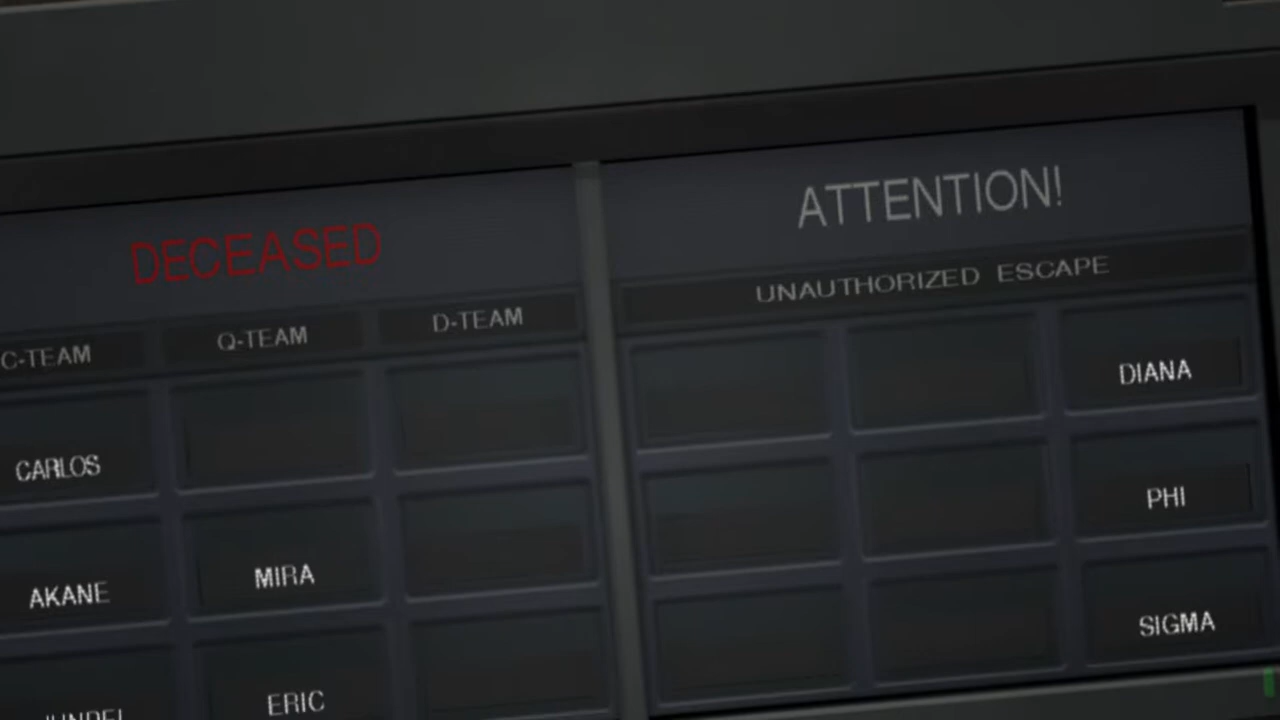 DECEASED
C-TEAM Q-TEAM D-TEAM
CARLOS
AKANE MIRA
ERIC
ATTENTION!
UNAUTHORIZED ESCAPE
DIANA
PHI
SIGMA